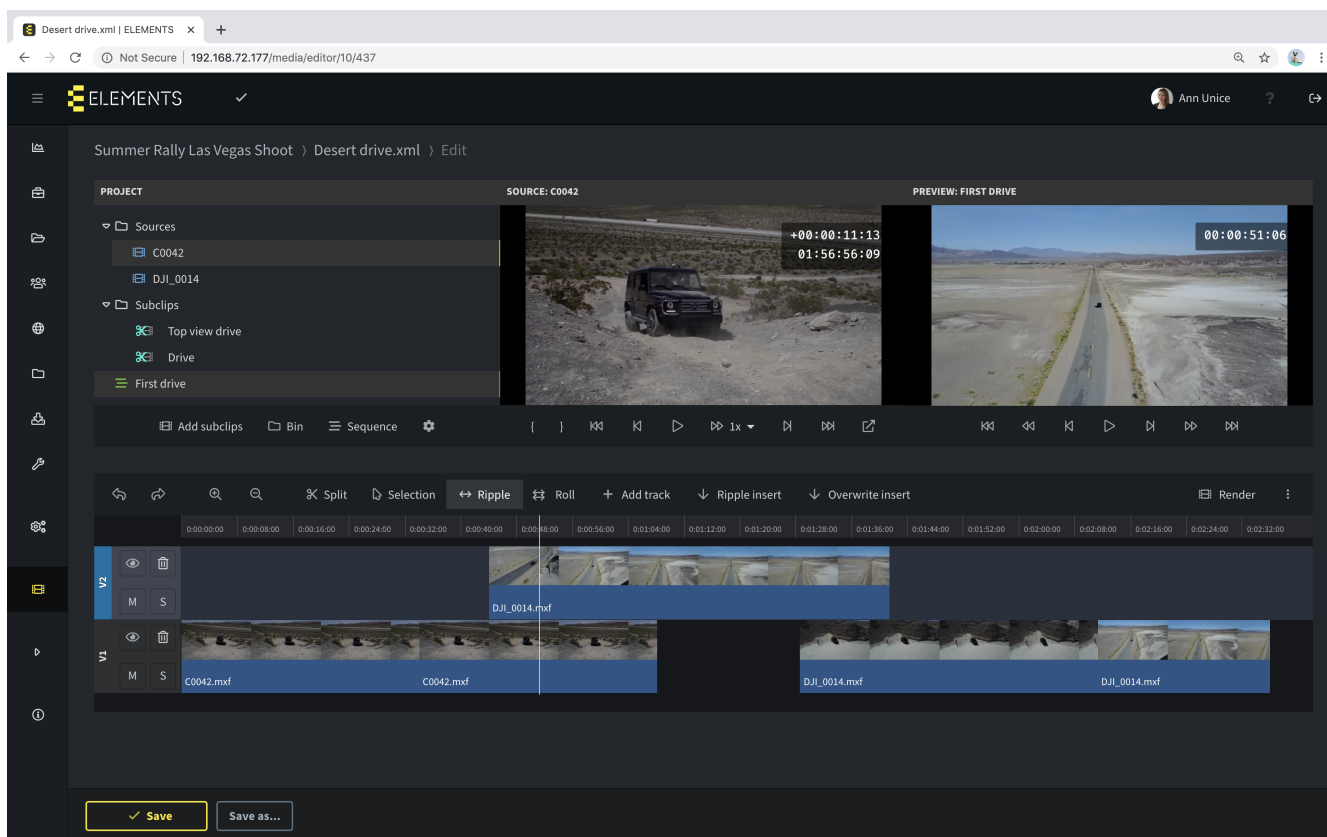 Desert drive.xml | ELEMENTS
Not Secure | 192.168.72.177/media/editor/10/437
ELEMENTS
Ann Unice ?
Summer Rally Las Vegas Shoot 〉 Desert drive.xml 〉 Edit
PROJECT SOURCE: C0042 PREVIEW: FIRST DRIVE
Sources
C0042
DJI_0014
Subclips
Top view drive
Drive
First drive
+00:00:11:13
01:56:56:09
00:00:51:06
Add subclips Bin Sequence { } 1x
Split Selection Ripple Roll + Add track Ripple insert Overwrite insert Render
0:00:00:00 0:00:08:00 0:00:16:00 0:00:24:00 0:00:32:00 0:00:40:00 0:00:48:00 0:00:56:00 0:01:04:00 0:01:12:00 0:01:20:00 0:01:28:00 0:01:36:00 0:01:44:00 0:01:52:00 0:02:00:00 0:02:08:00 0:02:16:00 0:02:24:00 0:02:32:00
V2
M S
DJI_0014.mxf
V1
M S
C0042.mxf C0042.mxf DJI_0014.mxf DJI_0014.mxf
Save Save as...